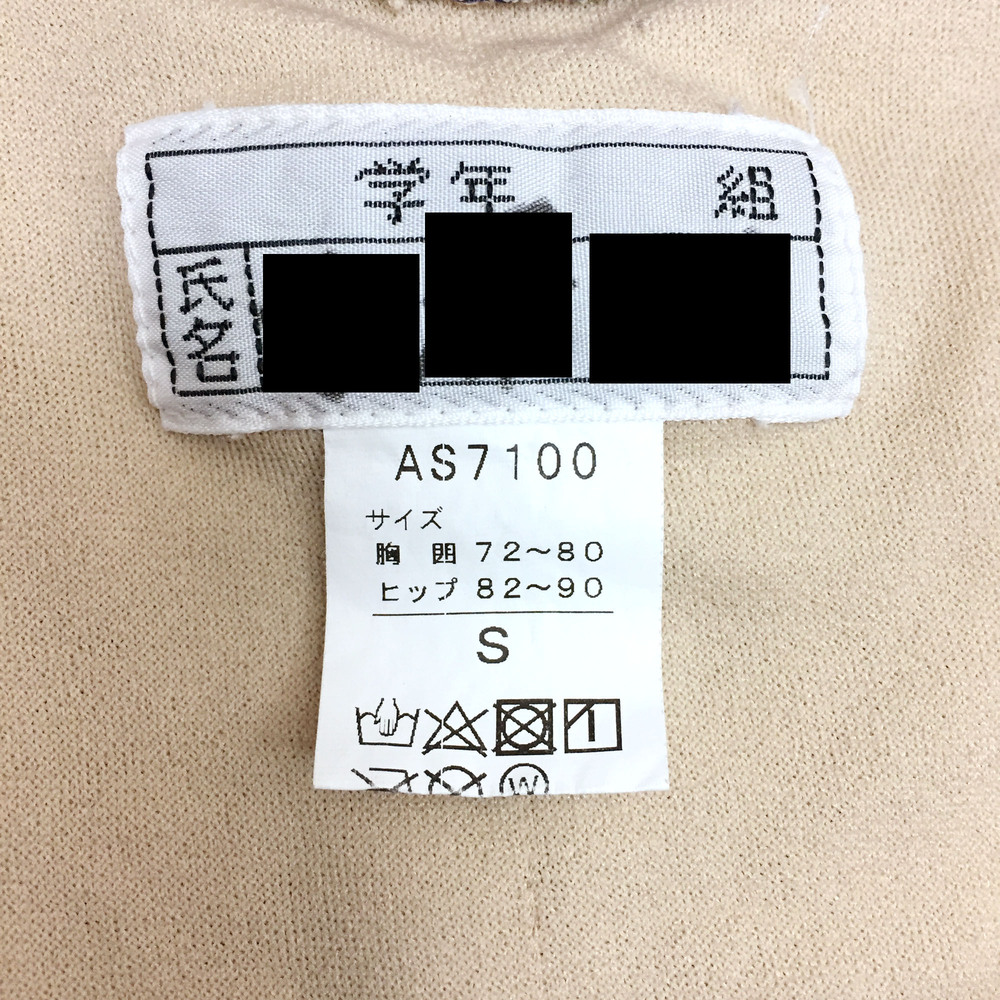 学年 組
氏名
AS7100
サイズ
胸囲 72～80
ヒップ 82～90
S
W